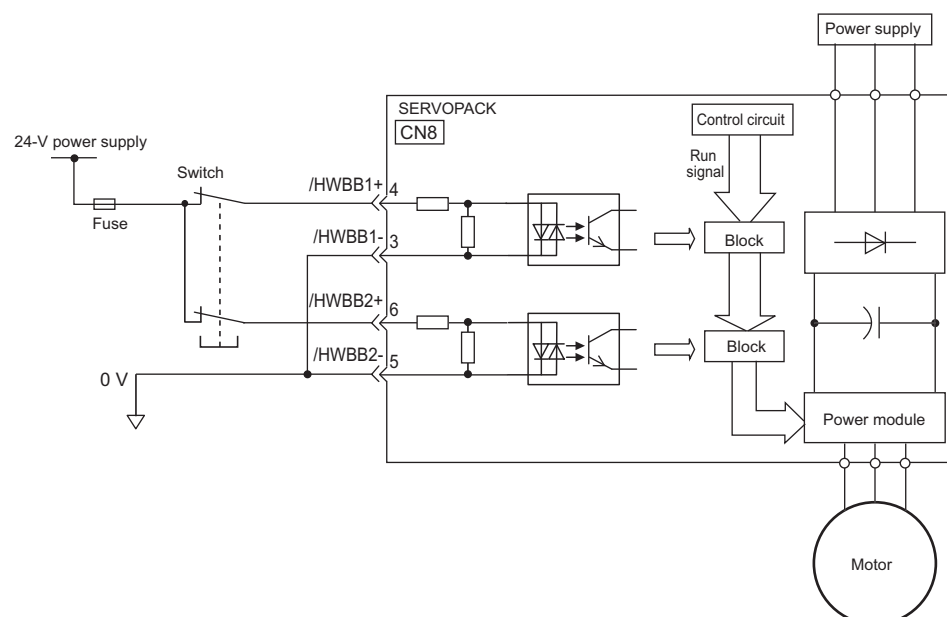 Power supply
SERVOPACK
CN8
Control circuit
24-V power supply
Run
signal
Switch
/HWBB1+
4
Fuse
/HWBB1-
3
Block
/HWBB2+
6
/HWBB2-
5
Block
0 V
Power module
Motor